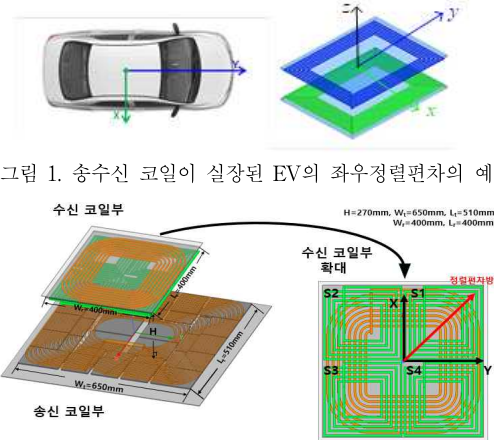 Y
X
z
y
x
그림 1. 송수신 코일이 실장된 EV의 좌우정렬편차의 예
수신 코일부
H=270mm, Wt=650mm, Lt=510mm
Wr=400mm, Lr=400mm
수신 코일부
확대
정렬편차방
S2
S1
X
S3
S4
Y
Lr=400mm
Wr=400mm
H
Lt=510mm
Wt=650mm
송신 코일부